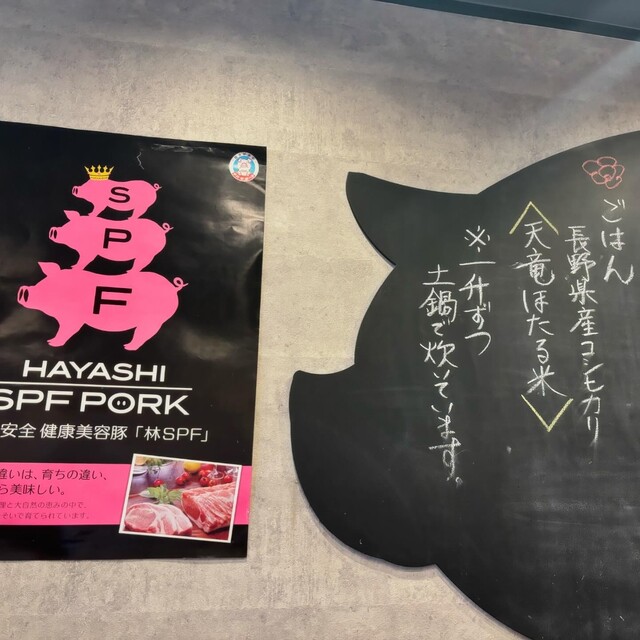 S
P
F
HAYASHI
SPF PORK
安全 健康美容豚「林SPF」
違いは、育ちの違い、
ら美味しい。
ごはん
長野県産コシヒカリ
〈天竜ほたる米〉
※一升ずつ
土鍋で炊いています。